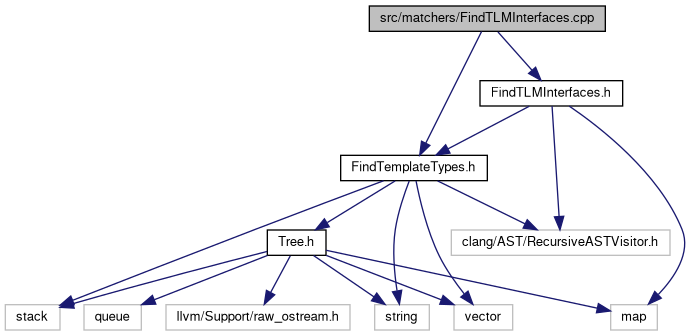 src/matchers/FindTLMInterfaces.cpp
FindTLMInterfaces.h
FindTemplateTypes.h
Tree.h
clang/AST/RecursiveASTVisitor.h
stack
queue
llvm/Support/raw_ostream.h
string
vector
map